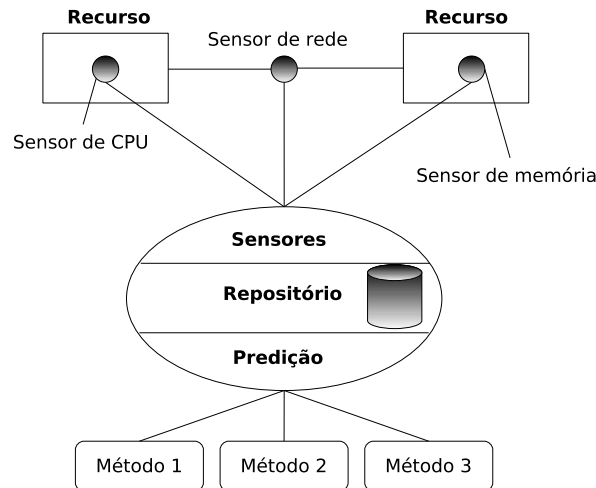 Recurso
Recurso
Sensor de rede
Sensor de CPU
Sensor de memória
Sensores
Repositório
Predição
Método 1
Método 2
Método 3